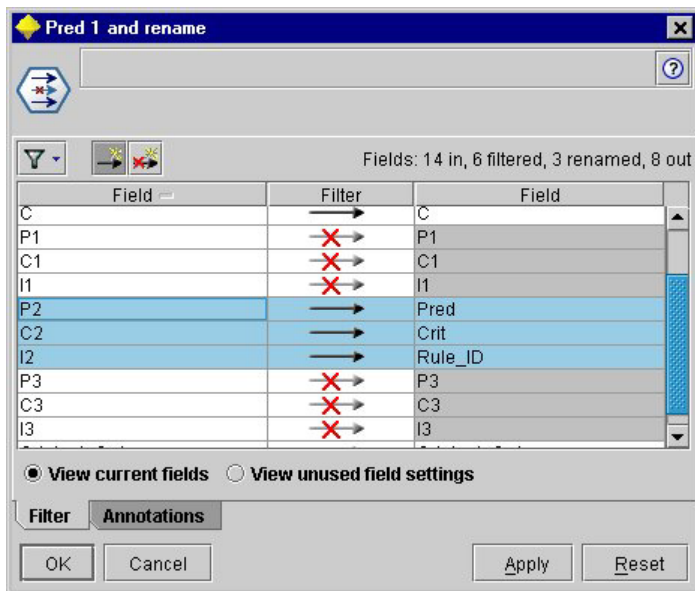 Pred 1 and rename
Fields: 14 in, 6 filtered, 3 renamed, 8 out
Field Filter Field
C C
P1 P1
C1 C1
I1 I1
P2 Pred
C2 Crit
I2 Rule_ID
P3 P3
C3 C3
I3 I3
View current fields View unused field settings
Filter Annotations
OK Cancel Apply Reset